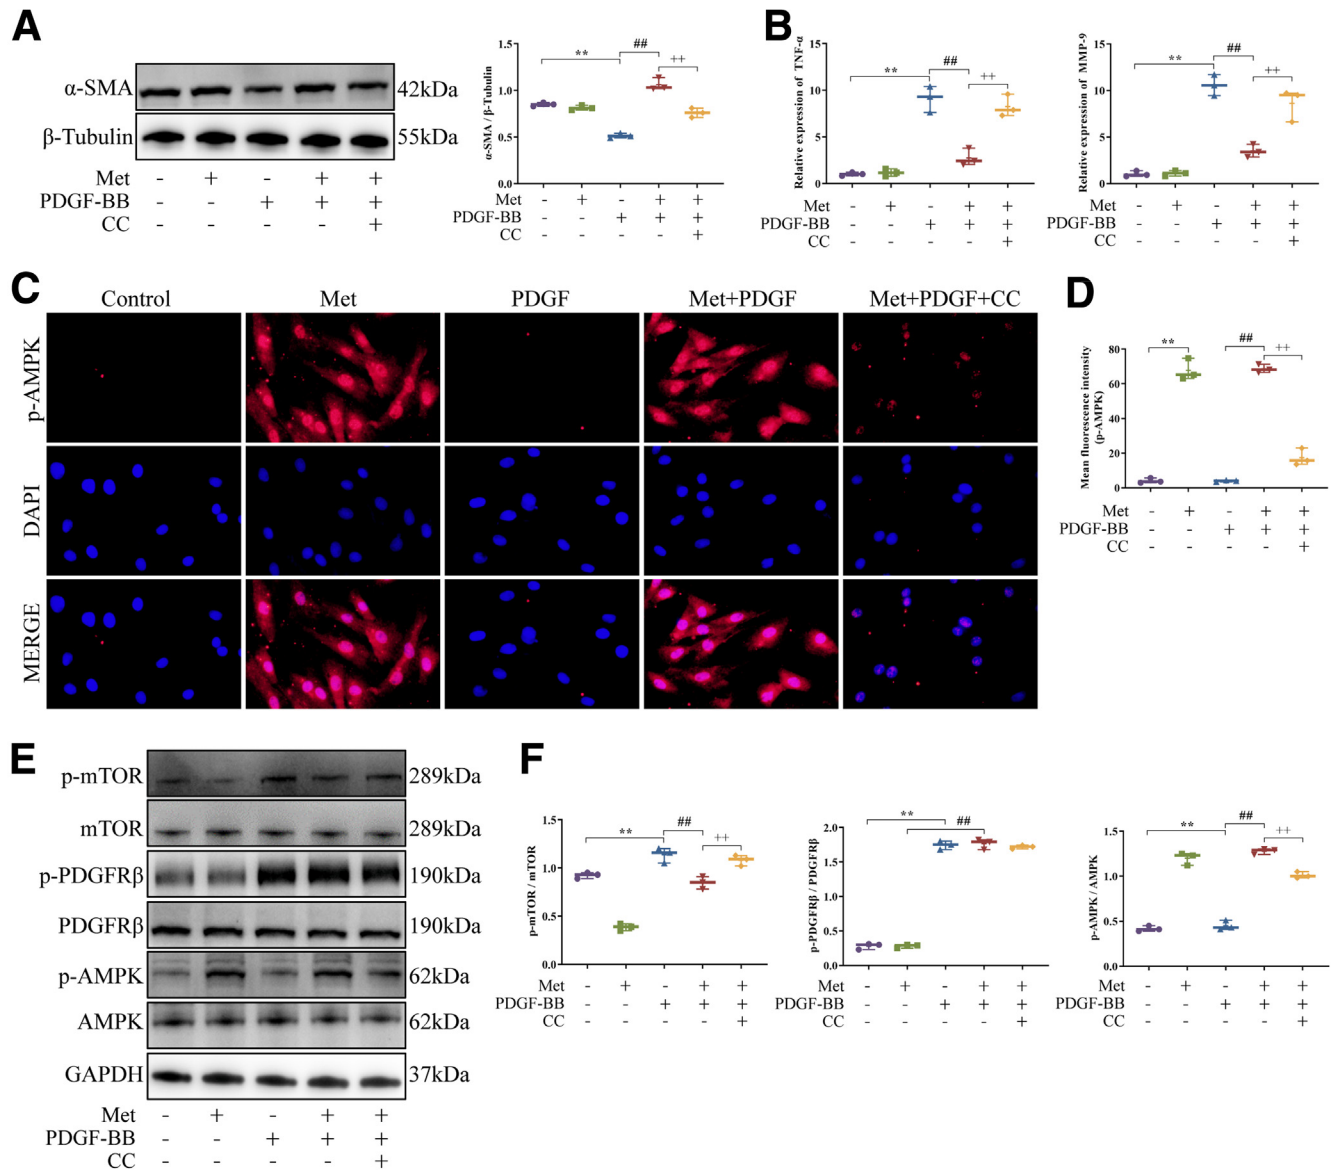 A
α-SMA 42kDa
β-Tubulin 55kDa
Met - + - + +
PDGF-BB - - + + +
CC - - - - +
α-SMA / β-Tubulin
1.5
1.0
0.5
0.0
** ## ++
Met - + - + +
PDGF-BB - - + + +
CC - - - - +
B
Relative expression of TNF-α
15
10
5
0
** ## ++
Met - + - + +
PDGF-BB - - + + +
CC - - - - +
Relative expression of MMP-9
15
10
5
0
** ## ++
Met - + - + +
PDGF-BB - - + + +
CC - - - - +
C
Control Met PDGF Met+PDGF Met+PDGF+CC
p-AMPK
DAPI
MERGE
D
Mean fluorescence intensity
(p-AMPK)
80
60
40
20
0
** ## ++
Met - + - + +
PDGF-BB - - + + +
CC - - - - +
E
p-mTOR 289kDa
mTOR 289kDa
p-PDGFRβ 190kDa
PDGFRβ 190kDa
p-AMPK 62kDa
AMPK 62kDa
GAPDH 37kDa
Met - + - + +
PDGF-BB - - + + +
CC - - - - +
F
p-mTOR / mTOR
1.5
1.0
0.5
0.0
** ## ++
Met - + - + +
PDGF-BB - - + + +
CC - - - - +
p-PDGFRβ / PDGFRβ
2.0
1.5
1.0
0.5
0.0
** ##
Met - + - + +
PDGF-BB - - + + +
CC - - - - +
p-AMPK / AMPK
1.5
1.0
0.5
0.0
** ## ++
Met - + - + +
PDGF-BB - - + + +
CC - - - - +